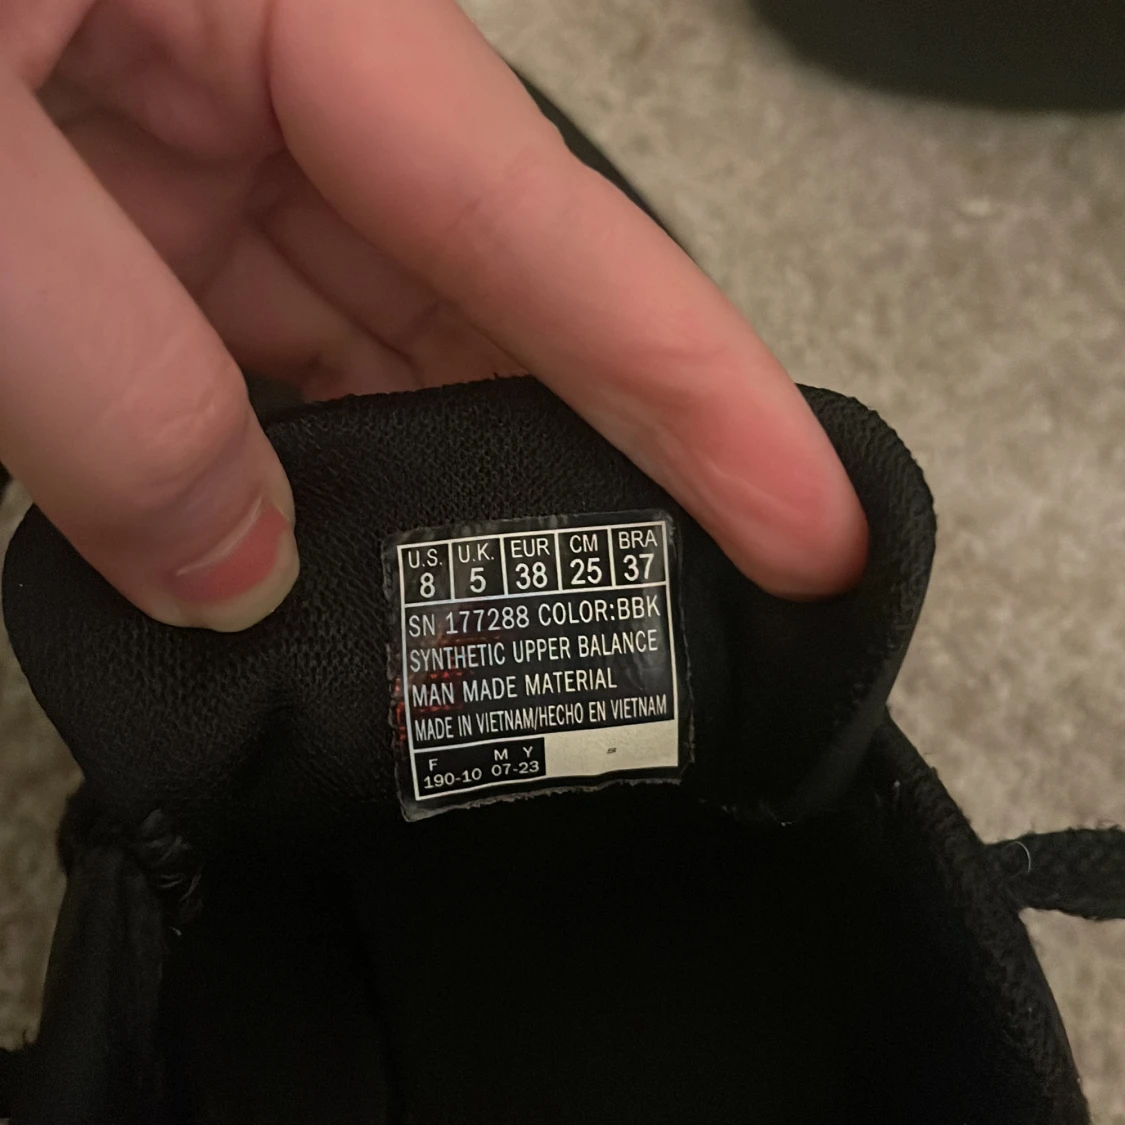 U.S. U.K. EUR CM BRA
8 5 38 25 37
SN 177288 COLOR:BBK
SYNTHETIC UPPER BALANCE
MAN MADE MATERIAL
MADE IN VIETNAM/HECHO EN VIETNAM
F M Y
190-10 07-23